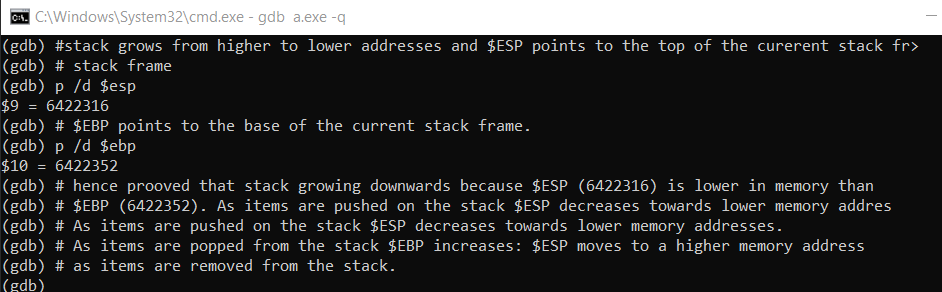 C:\Windows\System32\cmd.exe - gdb  a.exe -q
(gdb) #stack grows from higher to lower addresses and $ESP points to the top of the curerent stack fr>
(gdb) # stack frame
(gdb) p /d $esp
$9 = 6422316
(gdb) # $EBP points to the base of the current stack frame.
(gdb) p /d $ebp
$10 = 6422352
(gdb) # hence prooved that stack growing downwards because $ESP (6422316) is lower in memory than
(gdb) # $EBP (6422352). As items are pushed on the stack $ESP decreases towards lower memory addres
(gdb) # As items are pushed on the stack $ESP decreases towards lower memory addresses.
(gdb) # As items are popped from the stack $EBP increases: $ESP moves to a higher memory address
(gdb) # as items are removed from the stack.
(gdb)